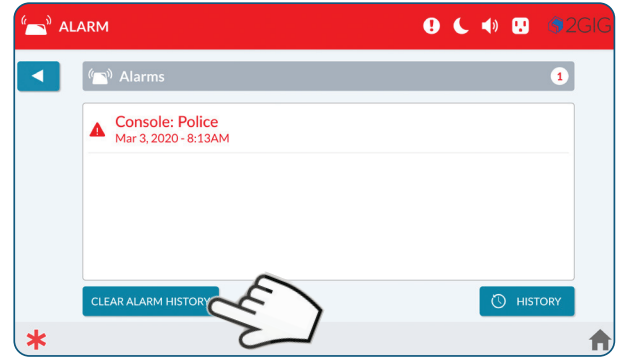 ALARM
2GIG
Alarms
1
Console: Police
Mar 3, 2020 - 8:13AM
CLEAR ALARM HISTORY
HISTORY